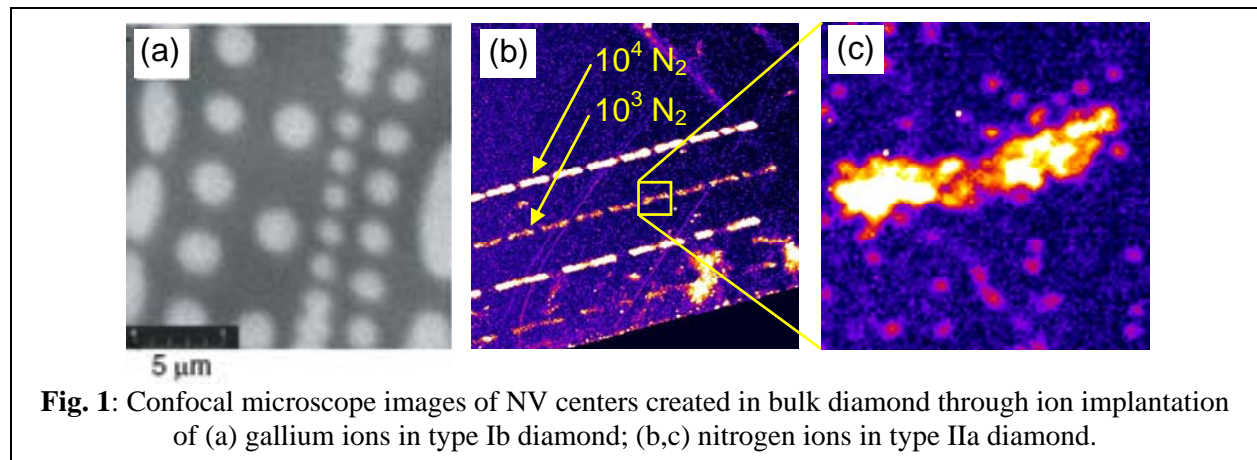 (a)
(b)
(c)
10⁴ N₂
10³ N₂
5 μm
Fig. 1: Confocal microscope images of NV centers created in bulk diamond through ion implantation
of (a) gallium ions in type Ib diamond; (b,c) nitrogen ions in type IIa diamond.